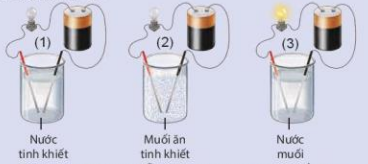 (1)
(2)
(3)
Nước
tinh khiết
Muối ăn
tinh khiết
Nước
muối